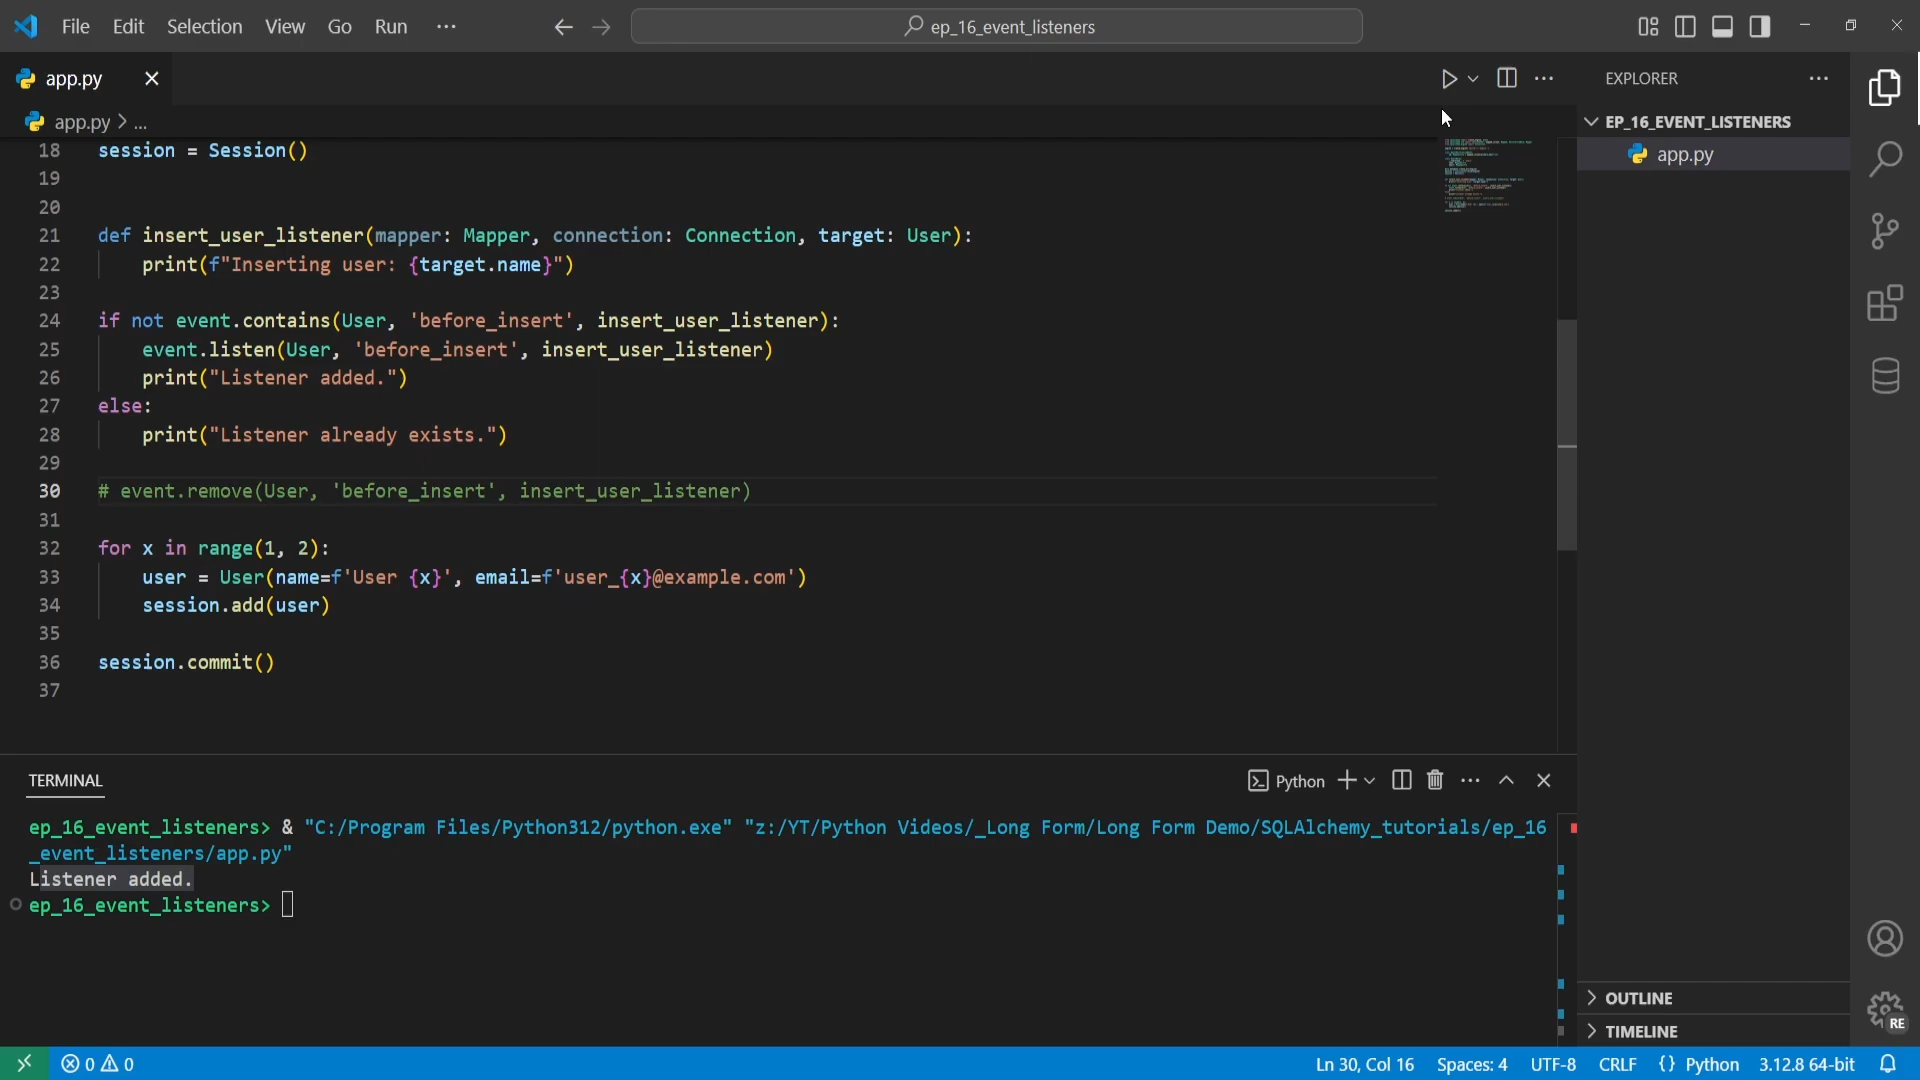 File Edit Selection View Go Run ··· ep_16_event_listeners
app.py
EXPLORER
app.py > ...
EP_16_EVENT_LISTENERS
app.py
18 session = Session()
19
20
21 def insert_user_listener(mapper: Mapper, connection: Connection, target: User):
22 print(f"Inserting user: {target.name}")
23
24 if not event.contains(User, 'before_insert', insert_user_listener):
25 event.listen(User, 'before_insert', insert_user_listener)
26 print("Listener added.")
27 else:
28 print("Listener already exists.")
29
30 # event.remove(User, 'before_insert', insert_user_listener)
31
32 for x in range(1, 2):
33 user = User(name=f'User {x}', email=f'user_{x}@example.com')
34 session.add(user)
35
36 session.commit()
37
TERMINAL
Python
ep_16_event_listeners> & "C:/Program Files/Python312/python.exe" "z:/YT/Python Videos/_Long Form/Long Form Demo/SQLAlchemy_tutorials/ep_16
_event_listeners/app.py"
Listener added.
ep_16_event_listeners>
OUTLINE
TIMELINE
RE
0 0 Ln 30, Col 16 Spaces: 4 UTF-8 CRLF {} Python 3.12.8 64-bit